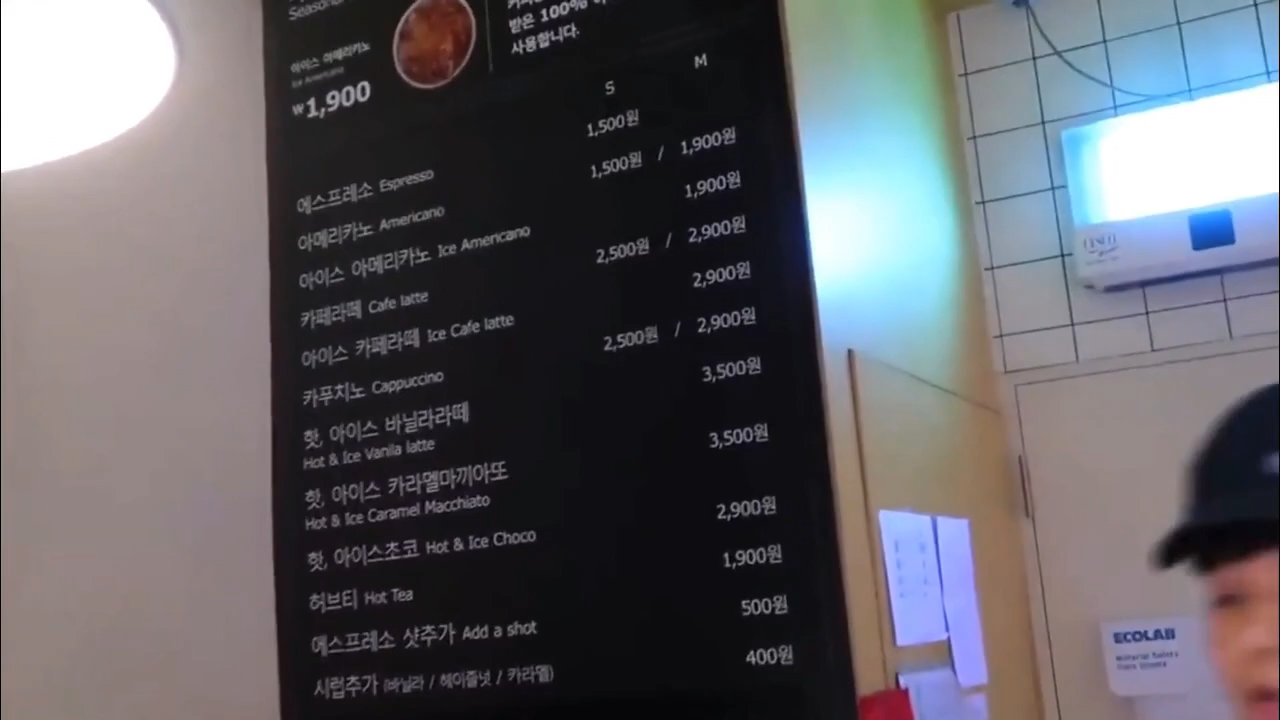 Seasonal
받은 100%
사용합니다.
아이스 아메리카노
Ice Americano
₩1,900
S M
에스프레소 Espresso 1,500원
아메리카노 Americano 1,500원 / 1,900원
아이스 아메리카노 Ice Americano 1,900원
카페라떼 Cafe latte 2,500원 / 2,900원
아이스 카페라떼 Ice Cafe latte 2,900원
카푸치노 Cappuccino 2,500원 / 2,900원
핫, 아이스 바닐라라떼 3,500원
Hot & Ice Vanila latte
핫, 아이스 카라멜마끼아또 3,500원
Hot & Ice Caramel Macchiato
핫, 아이스초코 Hot & Ice Choco 2,900원
허브티 Hot Tea 1,900원
에스프레소 샷추가 Add a shot 500원
시럽추가 (바닐라 / 헤이즐넛 / 카라멜) 400원
CESCO
ECOLAB
Material Safety
Data Sheets